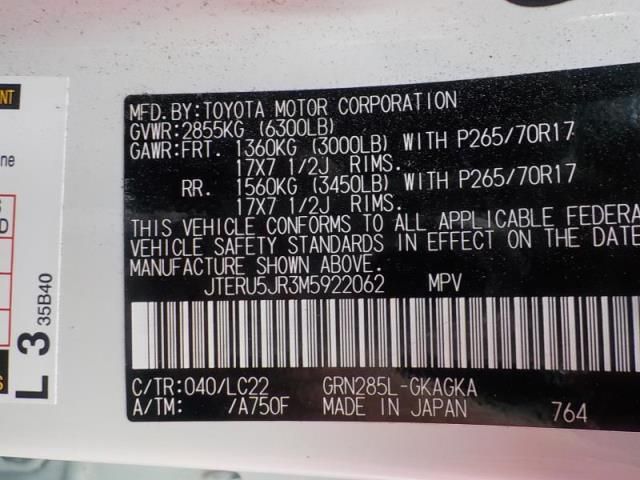 MFD.BY:TOYOTA MOTOR CORPORATION
GVWR:2855KG (6300LB)
GAWR:FRT. 1360KG (3000LB) WITH P265/70R17
17X7 1/2J RIMS.
RR. 1560KG (3450LB) WITH P265/70R17
17X7 1/2J RIMS.
THIS VEHICLE CONFORMS TO ALL APPLICABLE FEDERA
VEHICLE SAFETY STANDARDS IN EFFECT ON THE DATE
MANUFACTURE SHOWN ABOVE.
JTERU5JR3M5922062 MPV
C/TR:040/LC22 GRN285L-GKAGKA
A/TM: /A750F MADE IN JAPAN 764
L 3 35B40